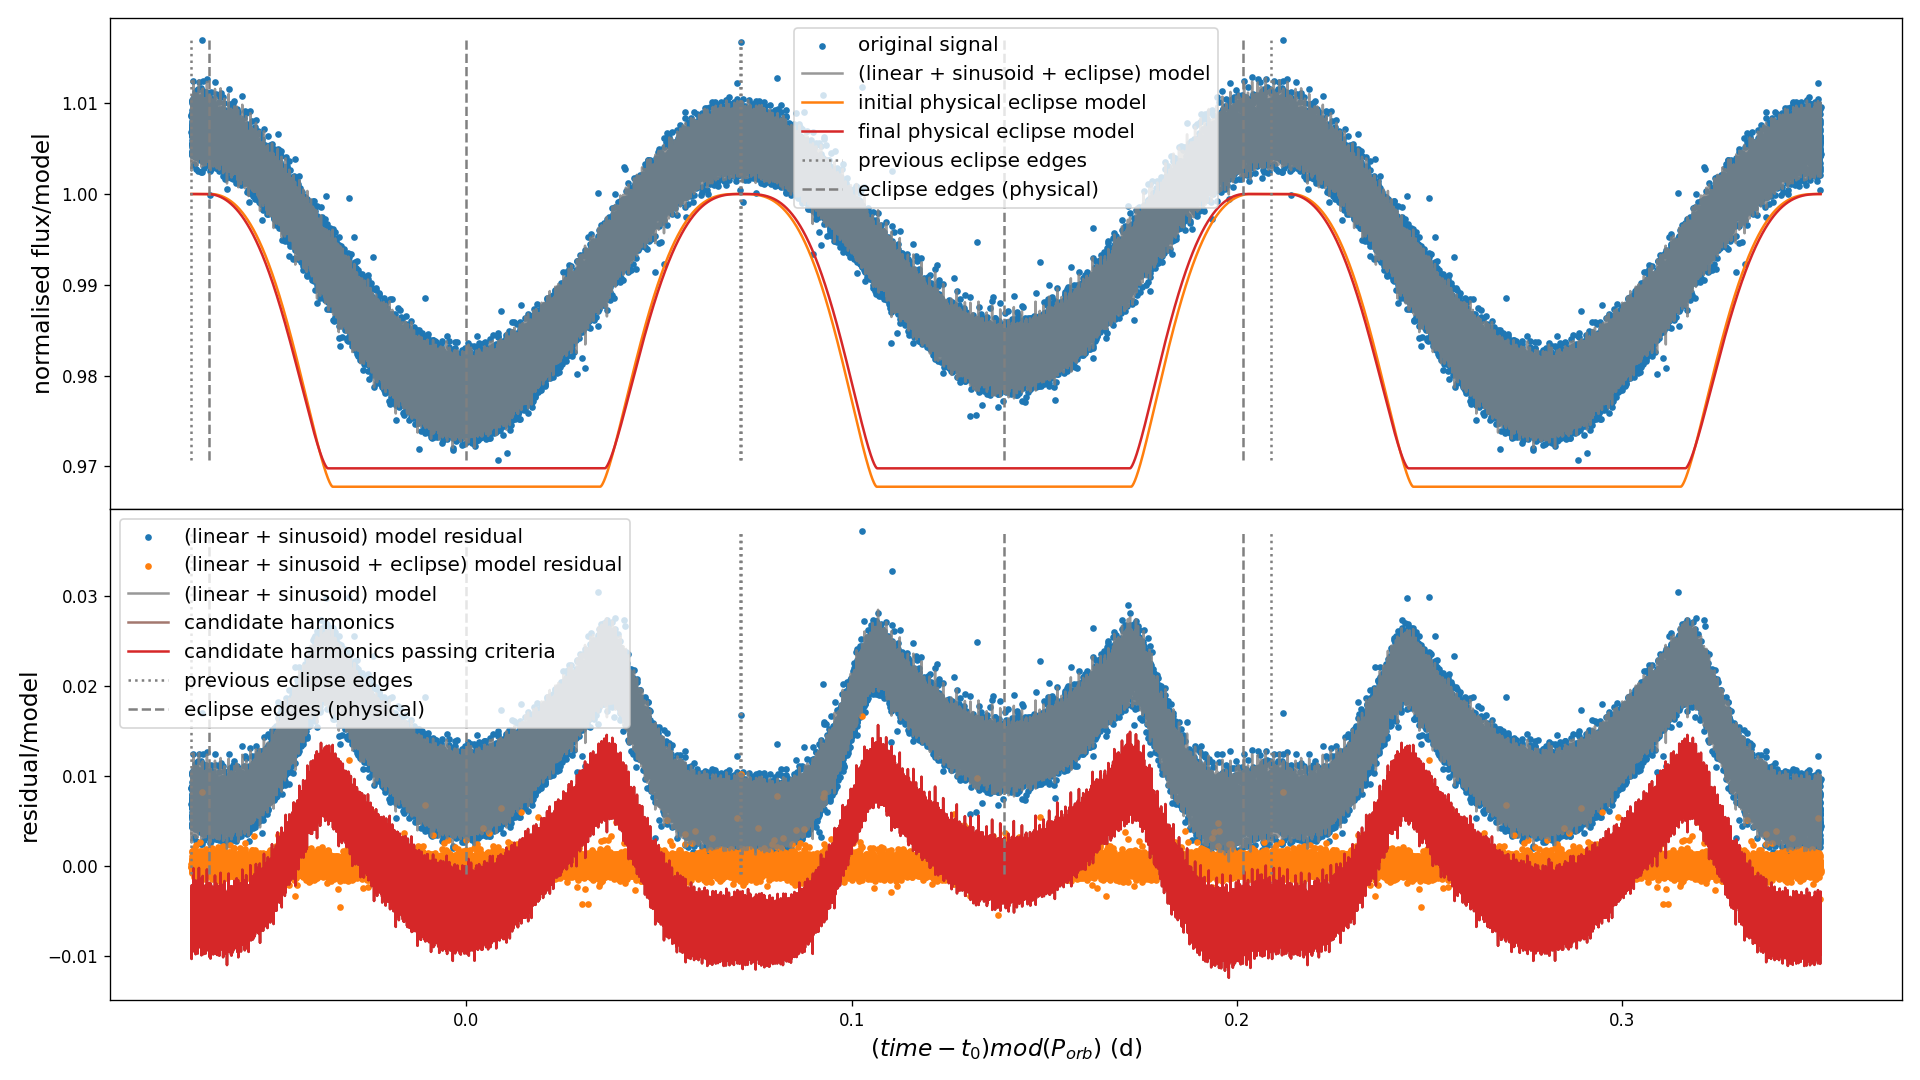 original signal
(linear + sinusoid + eclipse) model
initial physical eclipse model
final physical eclipse model
previous eclipse edges
eclipse edges (physical)
normalised flux/model
1.01
1.00
0.99
0.98
0.97
(linear + sinusoid) model residual
(linear + sinusoid + eclipse) model residual
(linear + sinusoid) model
candidate harmonics
candidate harmonics passing criteria
previous eclipse edges
eclipse edges (physical)
residual/model
0.03
0.02
0.01
0.00
−0.01
0.0 0.1 0.2 0.3
(time − t₀)mod(P_orb) (d)